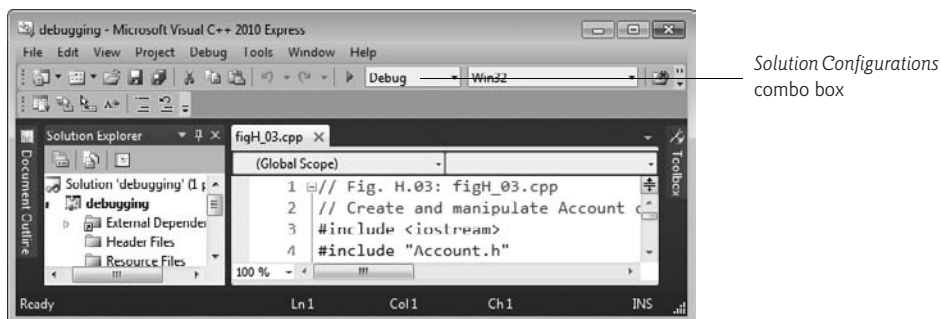 debugging - Microsoft Visual C++ 2010 Express
File Edit View Project Debug Tools Window Help
Debug
Win32
Solution Configurations
combo box
Document Outline
Solution Explorer
Solution 'debugging' (1 p
debugging
External Depender
Header Files
Resource Files
figH_03.cpp
(Global Scope)
1 // Fig. H.03: figH_03.cpp
2 // Create and manipulate Account c
3 #include <iostream>
4 #include "Account.h"
100 %
Toolbox
Ready Ln 1 Col 1 Ch 1 INS